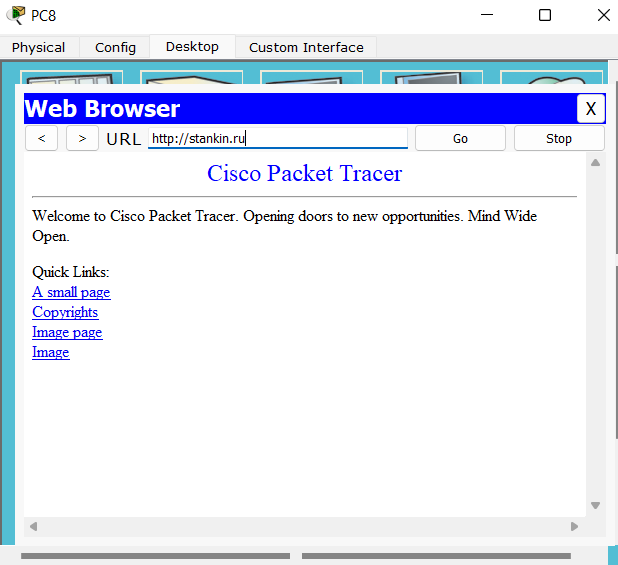 PC8
Physical Config Desktop Custom Interface
Web Browser X
< > URL http://stankin.ru Go Stop
Cisco Packet Tracer
Welcome to Cisco Packet Tracer. Opening doors to new opportunities. Mind Wide
Open.
Quick Links:
A small page
Copyrights
Image page
Image